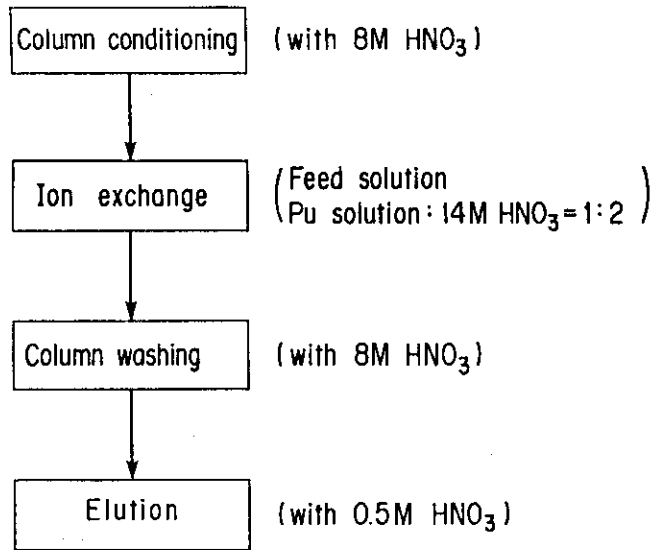 Column conditioning (with 8M HNO₃)
Ion exchange
Feed solution
(Pu solution : 14M HNO₃ = 1 : 2)
Column washing (with 8M HNO₃)
Elution (with 0.5M HNO₃)